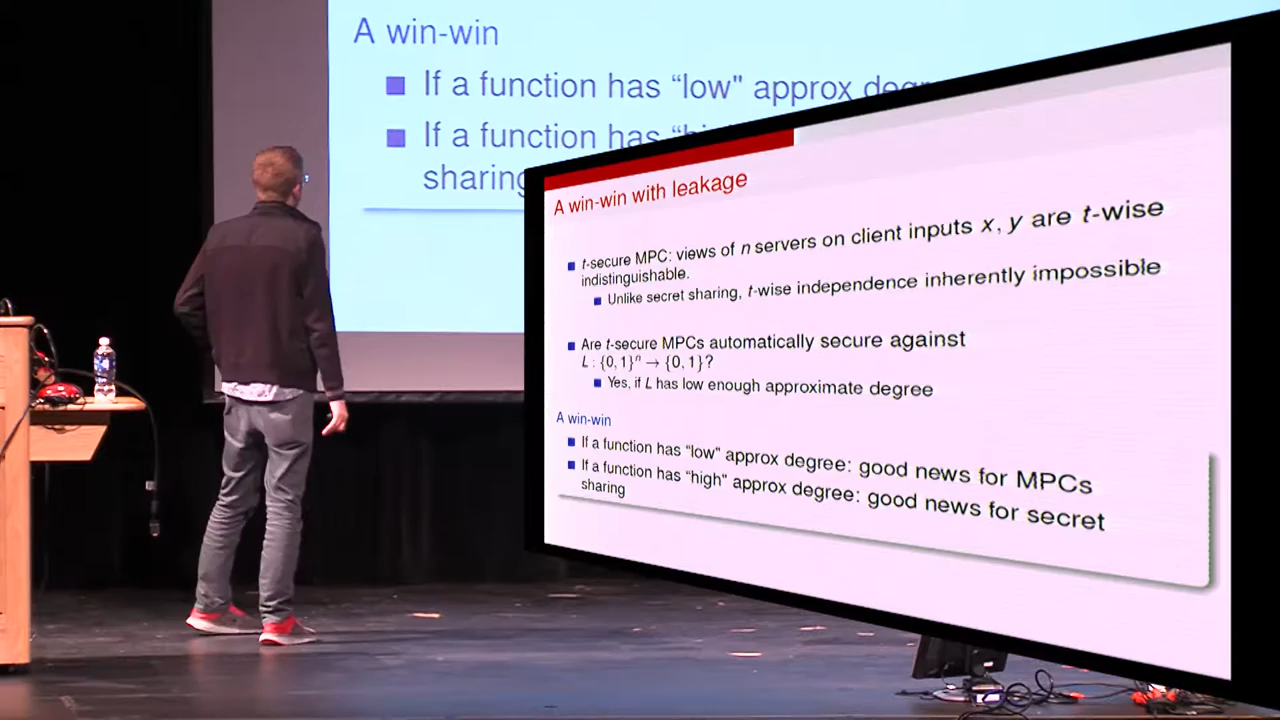 A win-win
If a function has “low" approx degr
If a function has “hi
sharing
A win-win with leakage
t-secure MPC: views of n servers on client inputs x, y are t-wise
indistinguishable.
Unlike secret sharing, t-wise independence inherently impossible
Are t-secure MPCs automatically secure against
L : {0, 1}ⁿ → {0, 1}?
Yes, if L has low enough approximate degree
A win-win
If a function has “low" approx degree: good news for MPCs
If a function has “high" approx degree: good news for secret
sharing